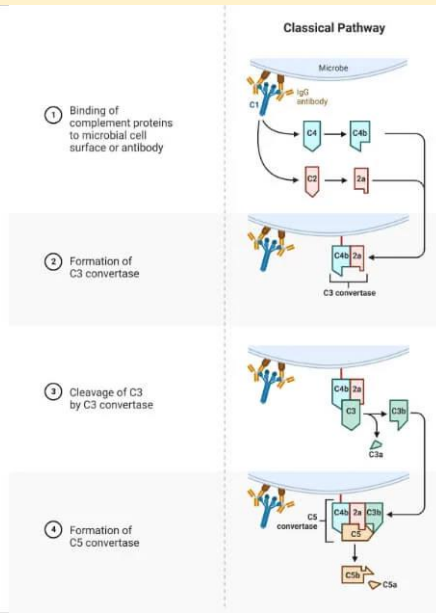 Classical Pathway
Microbe
IgG
antibody
C1
1 Binding of
complement proteins
to microbial cell
surface or antibody
C4
C4b
C2
2a
2 Formation of
C3 convertase
C4b 2a
C3 convertase
3 Cleavage of C3
by C3 convertase
C4b 2a
C3
C3b
C3a
4 Formation of
C5 convertase
C5
convertase
C4b 2a C3b
C5
C5b
C5a